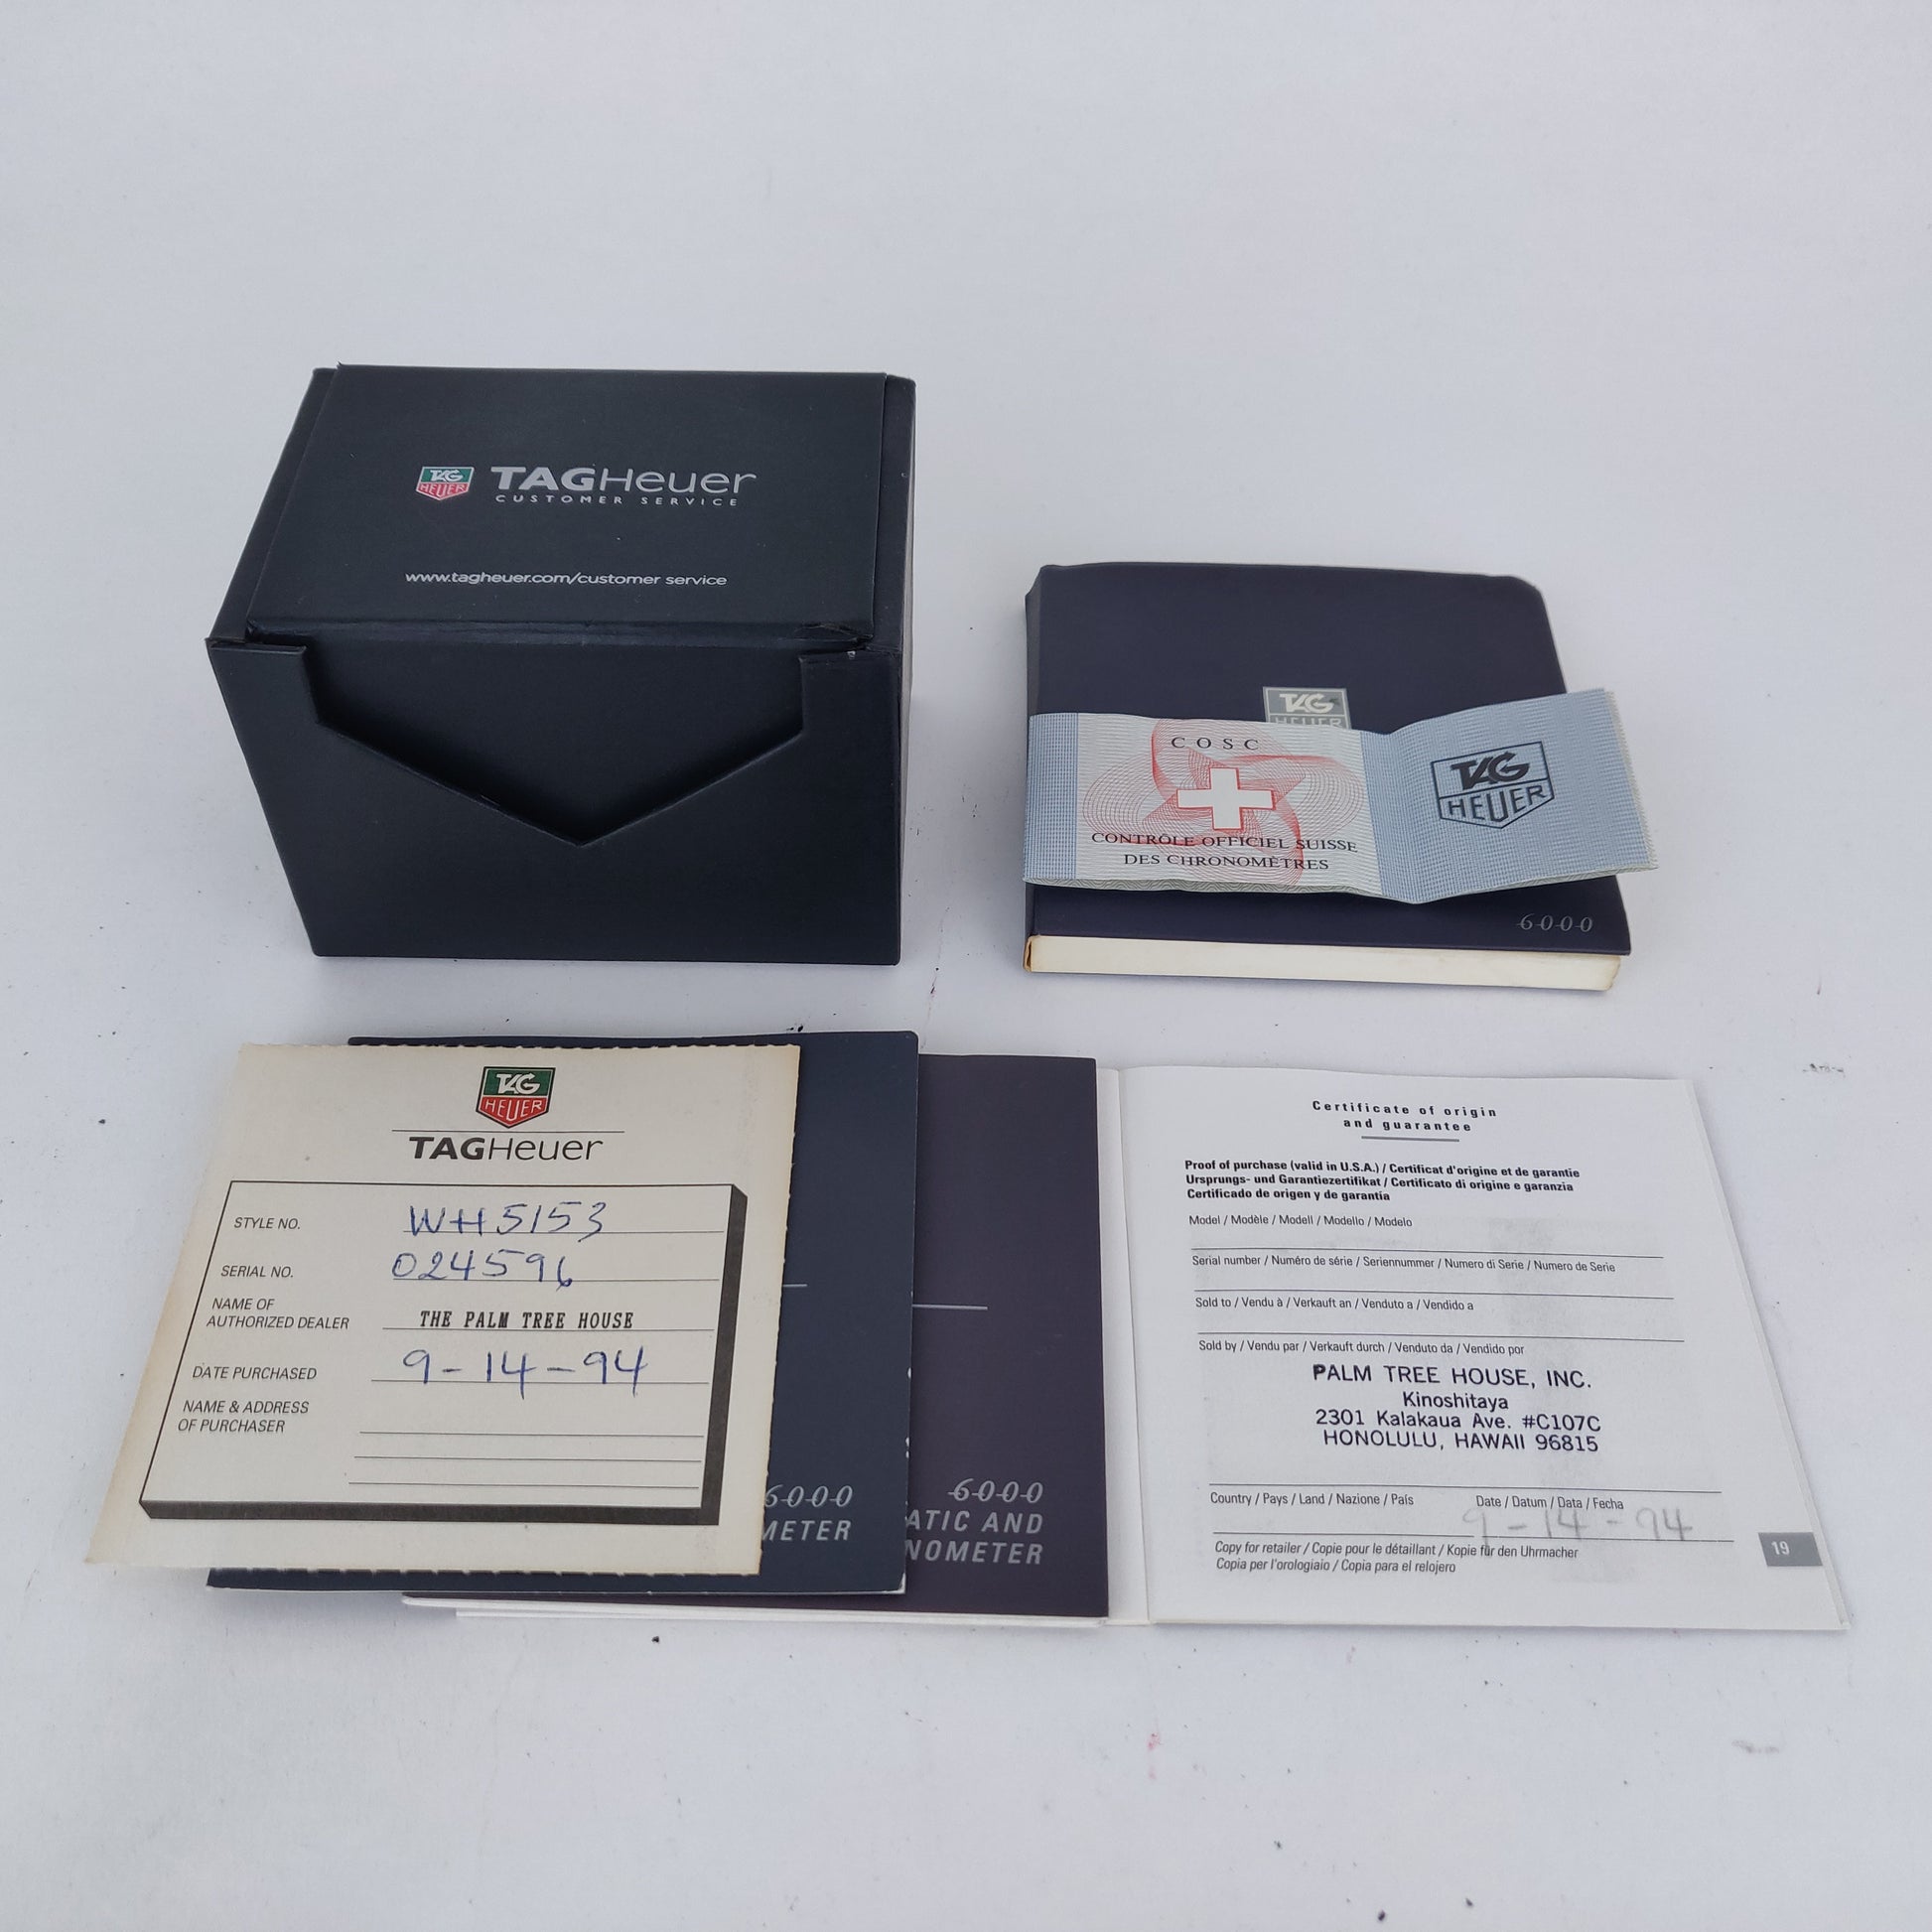 TAG
HEUER
TAGHeuer
CUSTOMER SERVICE
www.tagheuer.com/customer service
TAG
HEUER
COSC
CONTRÔLE OFFICIEL SUISSE
DES CHRONOMÈTRES
TAG
HEUER
6000
TAG
HEUER
TAGHeuer
STYLE NO. WH5153
SERIAL NO. 024596
NAME OF
AUTHORIZED DEALER THE PALM TREE HOUSE
DATE PURCHASED 9-14-94
NAME & ADDRESS
OF PURCHASER
6000
METER
6000
ATIC AND
NOMETER
Certificate of origin
and guarantee
Proof of purchase (valid in U.S.A.) / Certificat d'origine et de garantie
Ursprungs- und Garantiezertifikat / Certificato di origine e garanzia
Certificado de origen y de garantía
Model / Modèle / Modell / Modello / Modelo
Serial number / Numéro de série / Seriennummer / Numero di Serie / Numero de Serie
Sold to / Vendu à / Verkauft an / Venduto a / Vendido a
Sold by / Vendu par / Verkauft durch / Venduto da / Vendido por
PALM TREE HOUSE, INC.
Kinoshitaya
2301 Kalakaua Ave. #C107C
HONOLULU, HAWAII 96815
Country / Pays / Land / Nazione / País Date / Datum / Data / Fecha
9-14-94
Copy for retailer / Copie pour le détaillant / Kopie für den Uhrmacher
Copia per l'orologiaio / Copia para el relojero
19